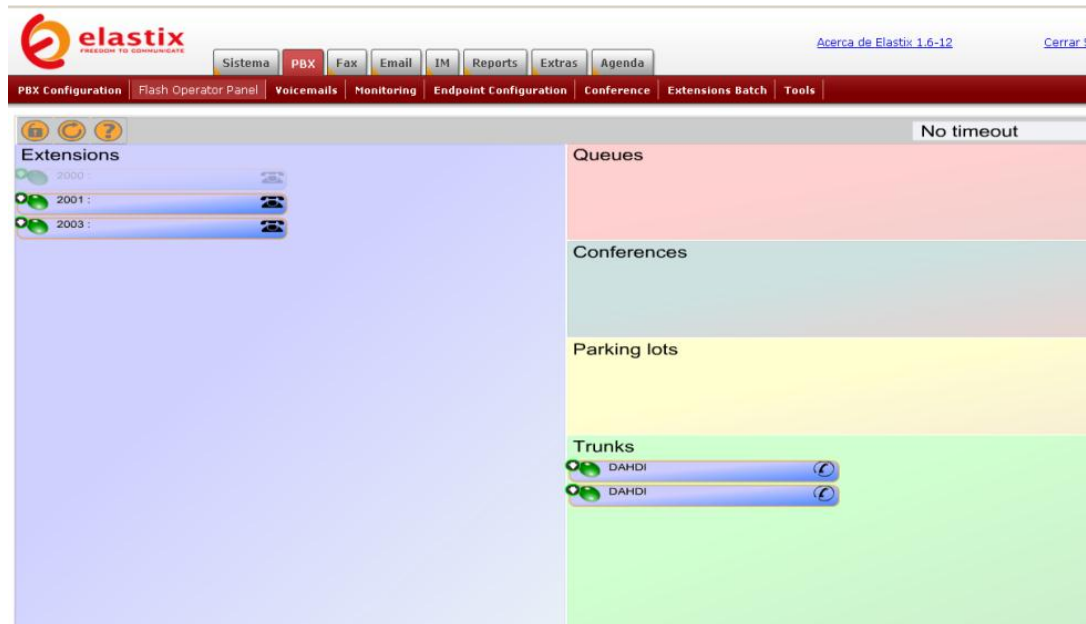 elastix
FREEDOM TO COMMUNICATE
Acerca de Elastix 1.6-12
Cerrar
Sistema PBX Fax Email IM Reports Extras Agenda
PBX Configuration Flash Operator Panel Voicemails Monitoring Endpoint Configuration Conference Extensions Batch Tools
No timeout
Extensions
2000 :
2001 :
2003 :
Queues
Conferences
Parking lots
Trunks
DAHDI
DAHDI